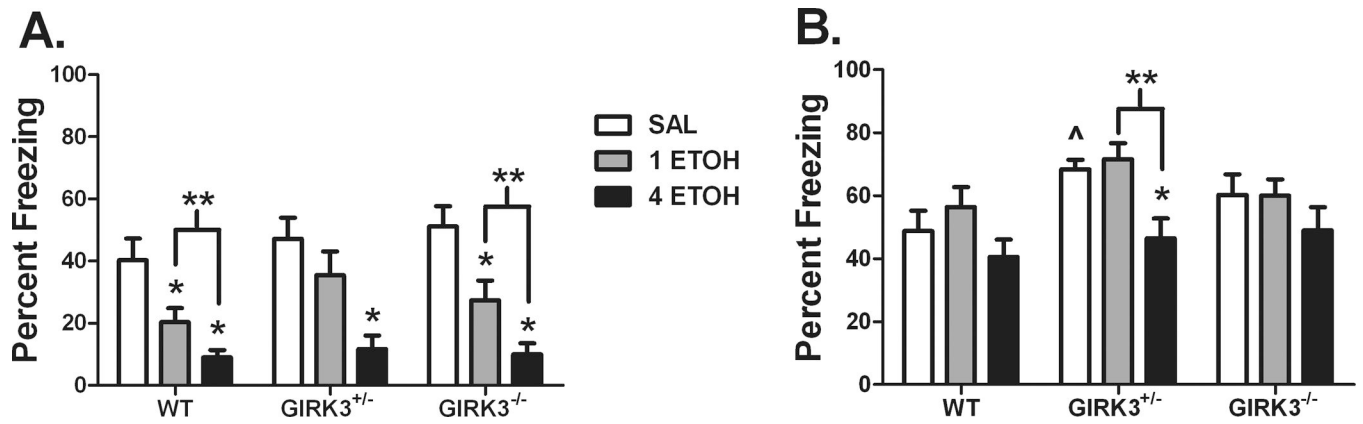 A.
Percent Freezing
100
80
60
40
20
0
**
*
*
*
**
*
*
WT
GIRK3+/-
GIRK3-/-
SAL
1 ETOH
4 ETOH
B.
Percent Freezing
100
80
60
40
20
0
^
**
*
WT
GIRK3+/-
GIRK3-/-